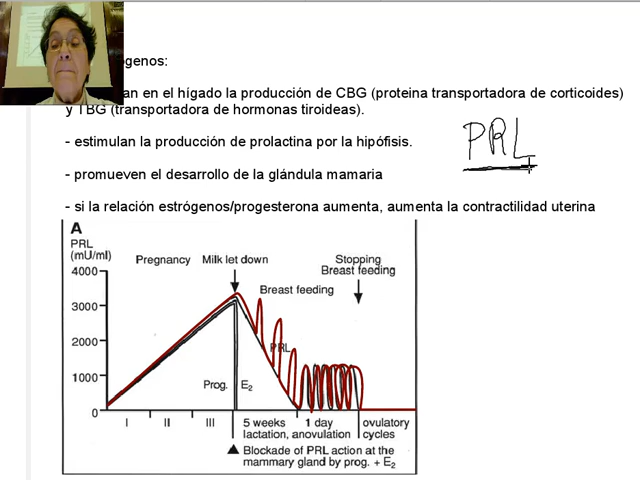 ógenos:
an en el hígado la producción de CBG (proteina transportadora de corticoides)
y TBG (transportadora de hormonas tiroideas).
- estimulan la producción de prolactina por la hipófisis.
PRL
- promueven el desarrollo de la glándula mamaria
- si la relación estrógenos/progesterona aumenta, aumenta la contractilidad uterina
A
PRL
(mU/ml)
Pregnancy Milk let down Stopping
Breast feeding
4000
Breast feeding
3000
2000
PRL
1000
Prog. E2
0
I II III 5 weeks 1 day ovulatory
lactation, anovulation cycles
▲ Blockade of PRL action at the
mammary gland by prog. + E2